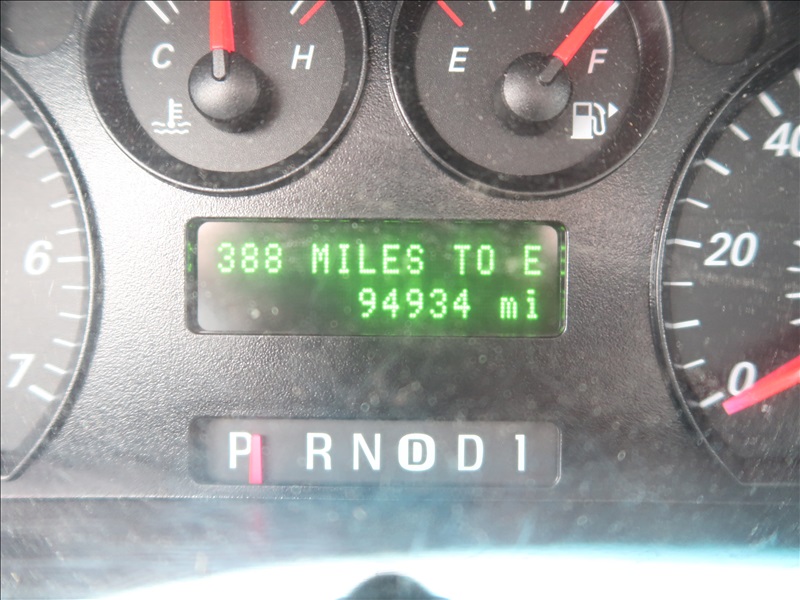 C H
E F
6
7
388 MILES TO E
94934 mi
40
20
0
P R N D D 1